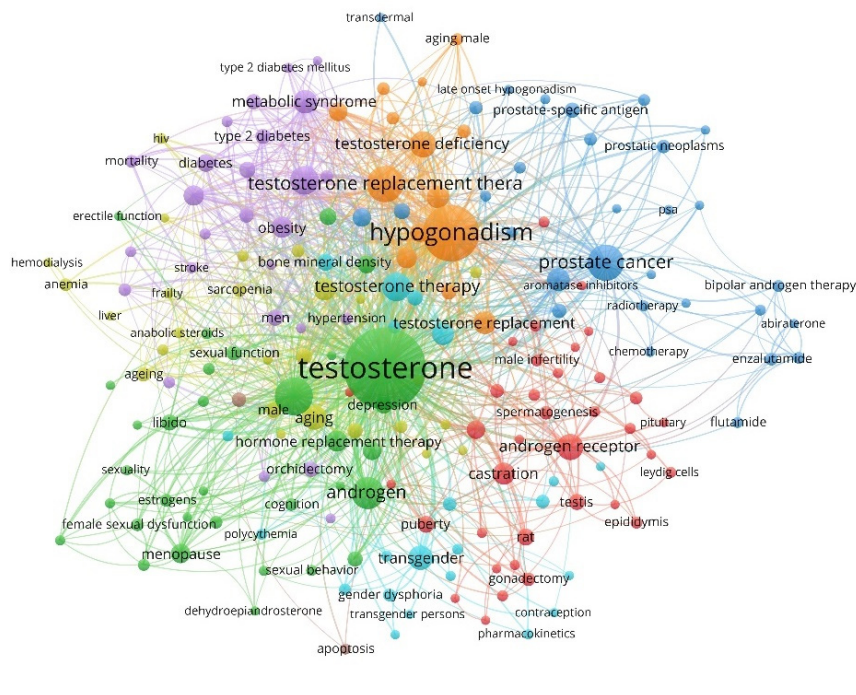 transdermal
aging male
type 2 diabetes mellitus
late onset hypogonadism
metabolic syndrome
prostate-specific antigen
hiv
type 2 diabetes
testosterone deficiency
prostatic neoplasms
mortality
diabetes
testosterone replacement thera
erectile function
psa
obesity
hypogonadism
hemodialysis
stroke
bone mineral density
prostate cancer
anemia
frailty
sarcopenia
testosterone therapy
aromatase inhibitors
bipolar androgen therapy
liver
men
hypertension
testosterone replacement
radiotherapy
abiraterone
anabolic steroids
sexual function
male infertility
chemotherapy
enzalutamide
ageing
testosterone
male
depression
spermatogenesis
libido
aging
pituitary
flutamide
hormone replacement therapy
androgen receptor
sexuality
orchidectomy
castration
leydig cells
estrogens
cognition
androgen
testis
female sexual dysfunction
polycythemia
puberty
rat
epididymis
menopause
sexual behavior
transgender
gonadectomy
gender dysphoria
dehydroepiandrosterone
transgender persons
contraception
pharmacokinetics
apoptosis